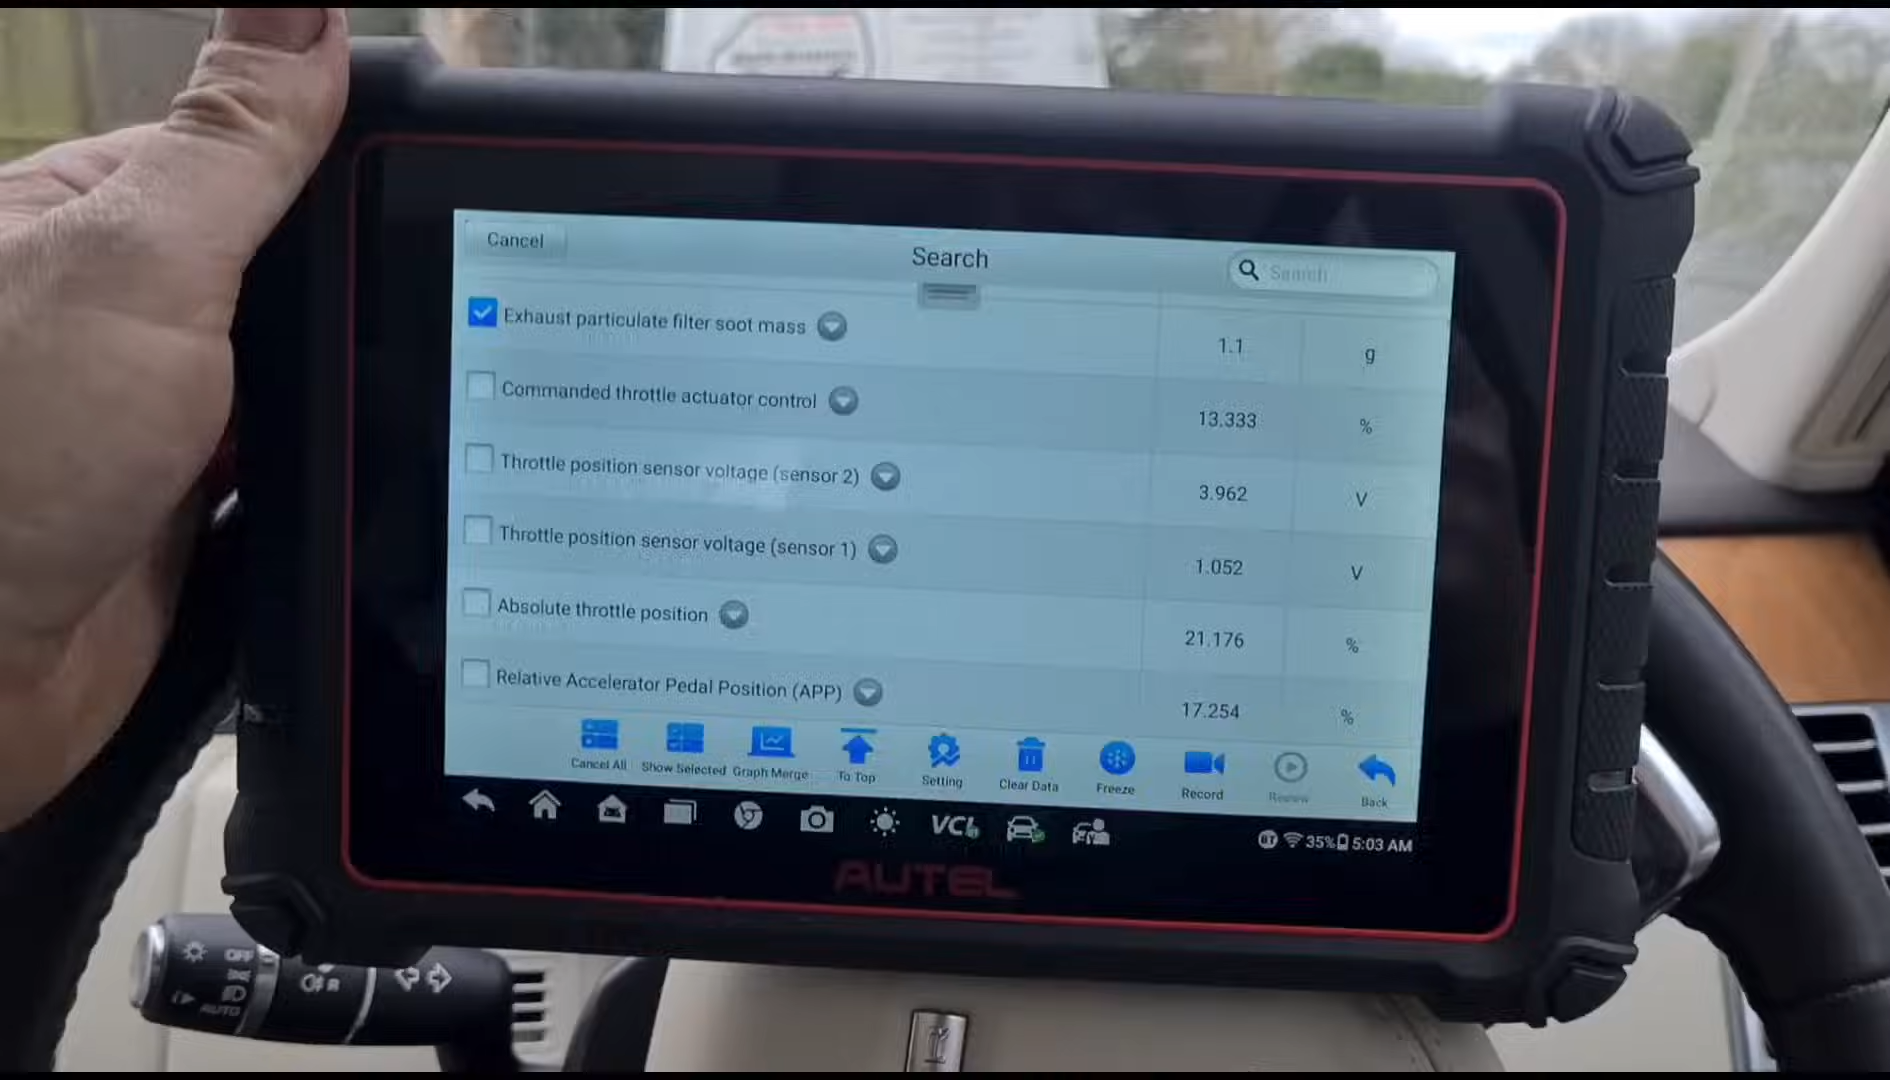 Cancel
Search
Search
Exhaust particulate filter soot mass 1.1 g
Commanded throttle actuator control 13.333 %
Throttle position sensor voltage (sensor 2) 3.962 V
Throttle position sensor voltage (sensor 1) 1.052 V
Absolute throttle position 21.176 %
Relative Accelerator Pedal Position (APP) 17.254 %
Cancel All Show Selected Graph Merge To Top Setting Clear Data Freeze Record Review Back
VCI 35% 5:03 AM
AUTEL
OFF
AUTO